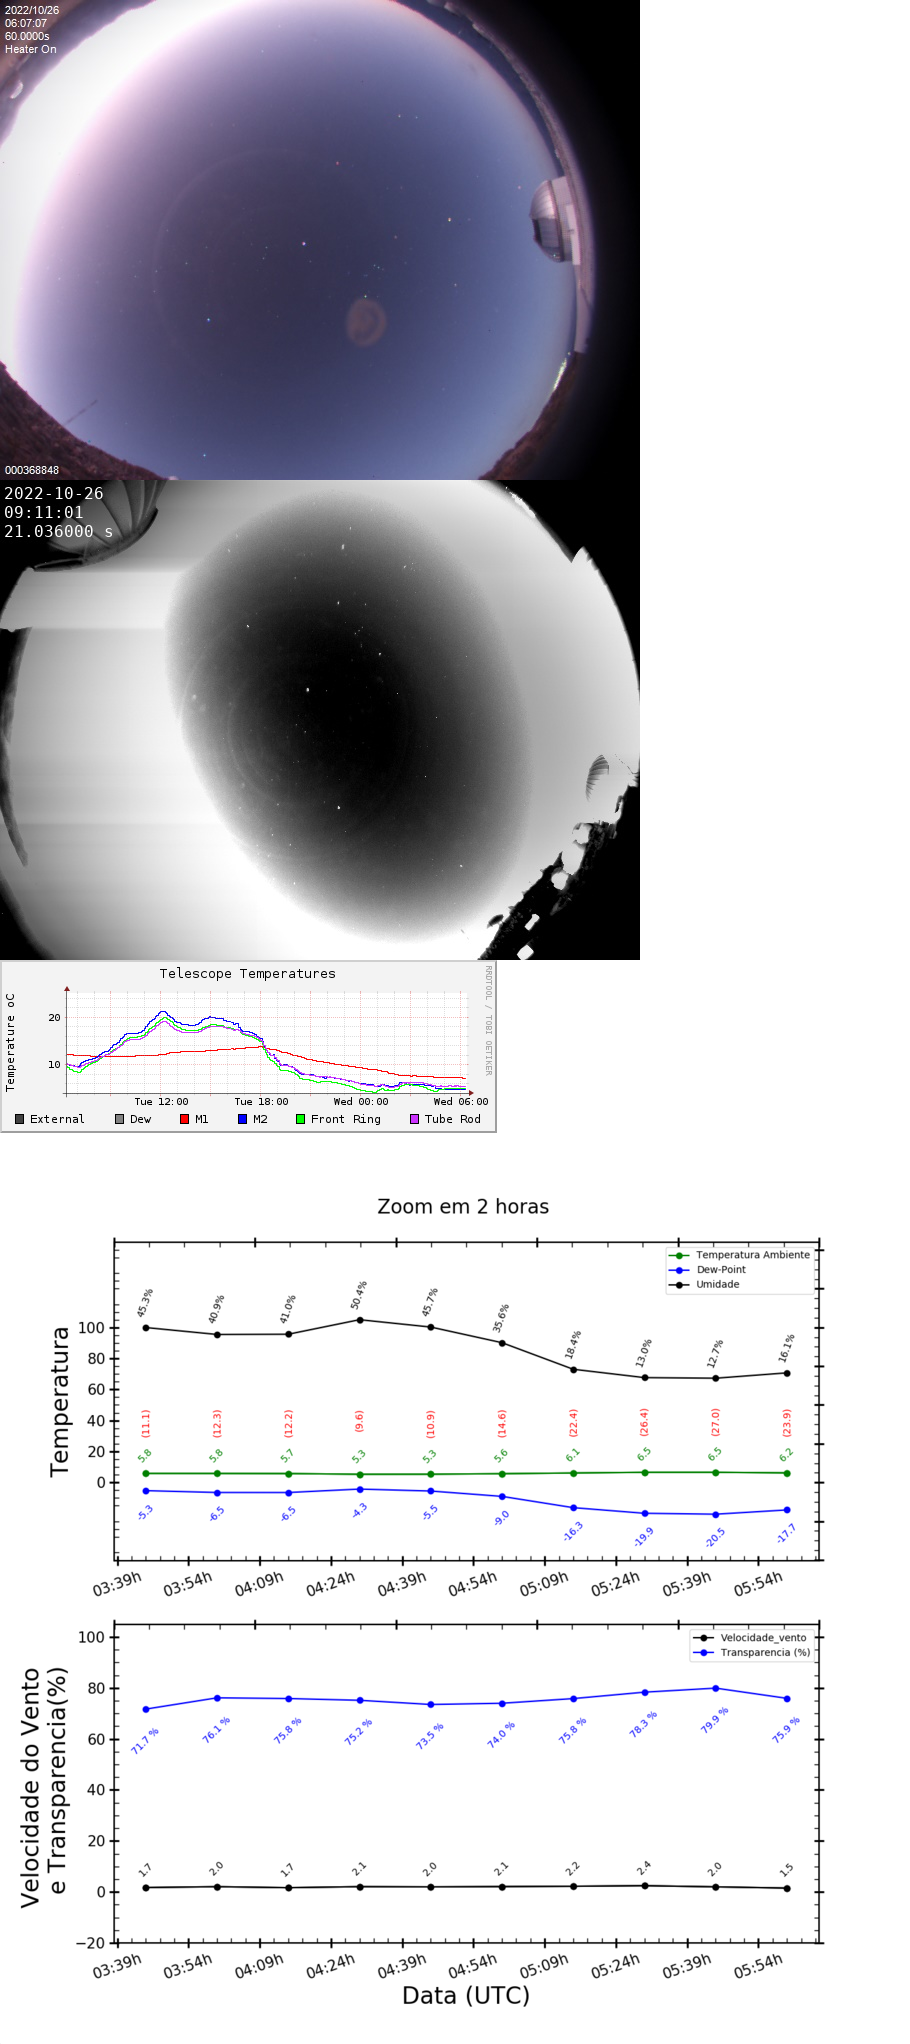 2022/10/26
06:07:07
60.0000s
Heater On
000368848
2022-10-26
09:11:01
21.036000 s
Telescope Temperatures
RRDTOOL / TOBI OETIKER
Temperature oC
20
10
Tue 12:00 Tue 18:00 Wed 00:00 Wed 06:00
External Dew M1 M2 Front Ring Tube Rod
Zoom em 2 horas
Temperatura
Temperatura Ambiente
Dew-Point
Umidade
45.3% 40.9% 41.0% 50.4% 45.7% 35.6% 18.4% 13.0% 12.7% 16.1%
100
80
60
40
20
0
(11.1) (12.3) (12.2) (9.6) (10.9) (14.6) (22.4) (26.4) (27.0) (23.9)
5.8 5.8 5.7 5.3 5.3 5.6 6.1 6.5 6.5 6.2
-5.3 -6.5 -6.5 -4.3 -5.5 -9.0 -16.3 -19.9 -20.5 -17.7
03:39h 03:54h 04:09h 04:24h 04:39h 04:54h 05:09h 05:24h 05:39h 05:54h
Velocidade do Vento
e Transparencia(%)
Velocidade_vento
Transparencia (%)
100
80
60
40
20
0
−20
71.7 % 76.1 % 75.8 % 75.2 % 73.5 % 74.0 % 75.8 % 78.3 % 79.9 % 75.9 %
1.7 2.0 1.7 2.1 2.0 2.1 2.2 2.4 2.0 1.5
03:39h 03:54h 04:09h 04:24h 04:39h 04:54h 05:09h 05:24h 05:39h 05:54h
Data (UTC)